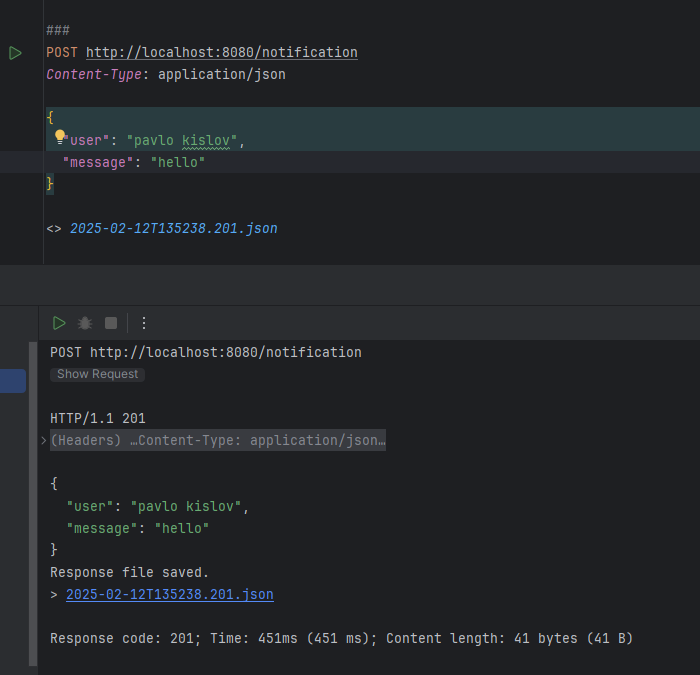 ###
POST http://localhost:8080/notification
Content-Type: application/json
{
"user": "pavlo kislov",
"message": "hello"
}
<> 2025-02-12T135238.201.json
POST http://localhost:8080/notification
Show Request
HTTP/1.1 201
(Headers) …Content-Type: application/json…
{
"user": "pavlo kislov",
"message": "hello"
}
Response file saved.
> 2025-02-12T135238.201.json
Response code: 201; Time: 451ms (451 ms); Content length: 41 bytes (41 B)